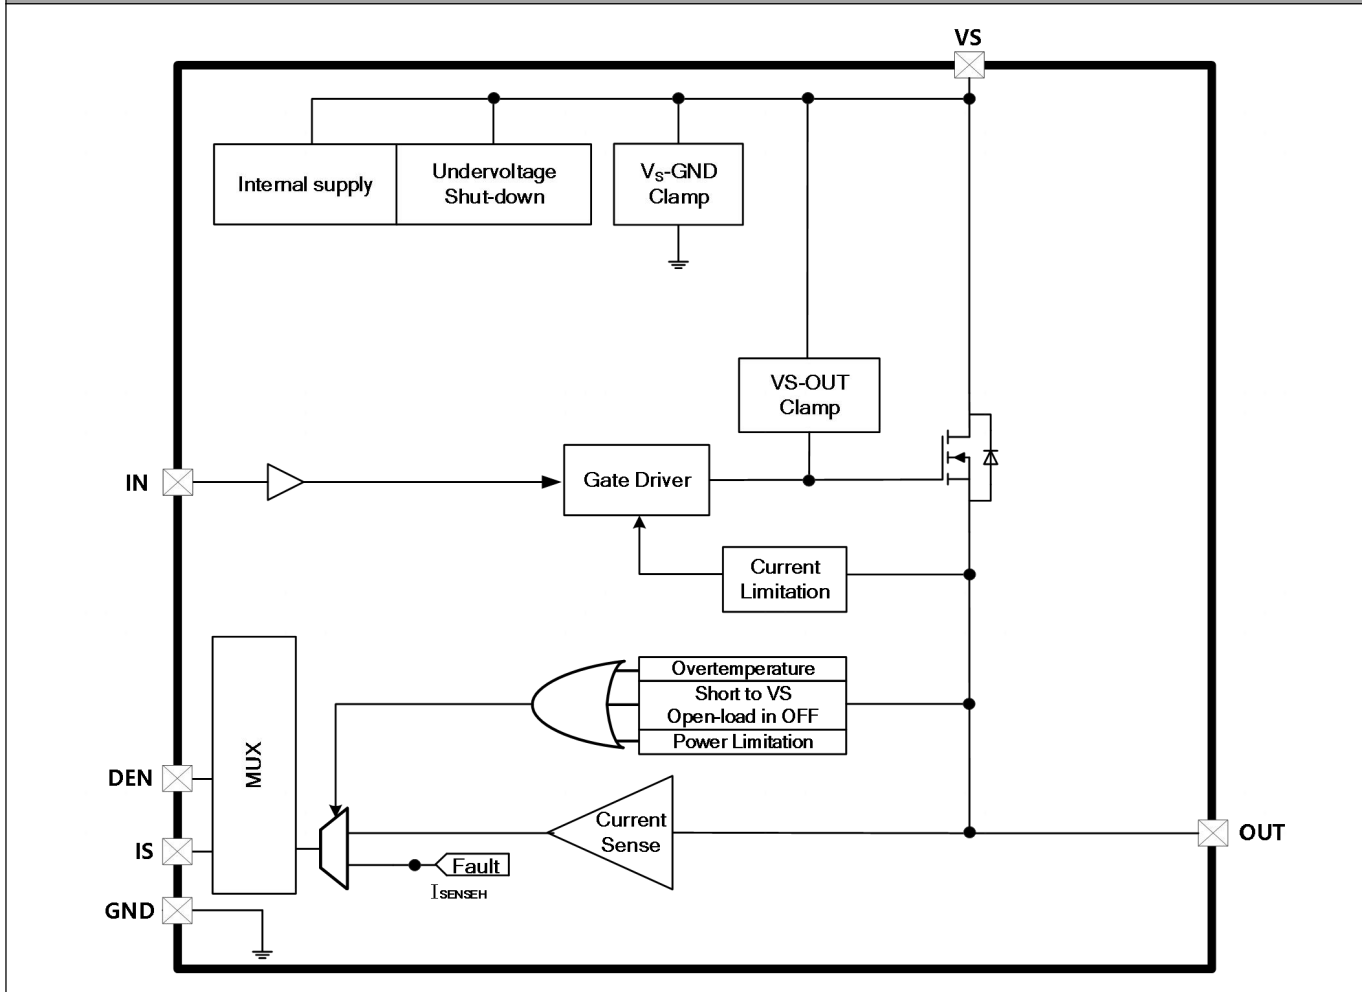 VS
Internal supply
Undervoltage
Shut-down
VS-GND
Clamp
VS-OUT
Clamp
IN
Gate Driver
Current
Limitation
Overtemperature
Short to VS
Open-load in OFF
Power Limitation
MUX
DEN
Current
Sense
OUT
IS
Fault
ISENSEH
GND